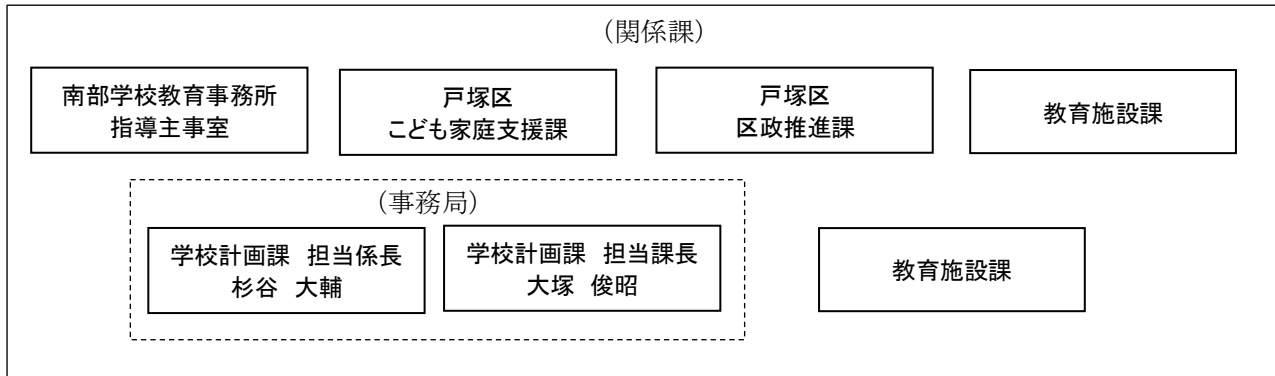 （関係課）
南部学校教育事務所
指導主事室
戸塚区
こども家庭支援課
戸塚区
区政推進課
教育施設課
（事務局）
学校計画課　担当係長
杉谷　大輔
学校計画課　担当課長
大塚　俊昭
教育施設課